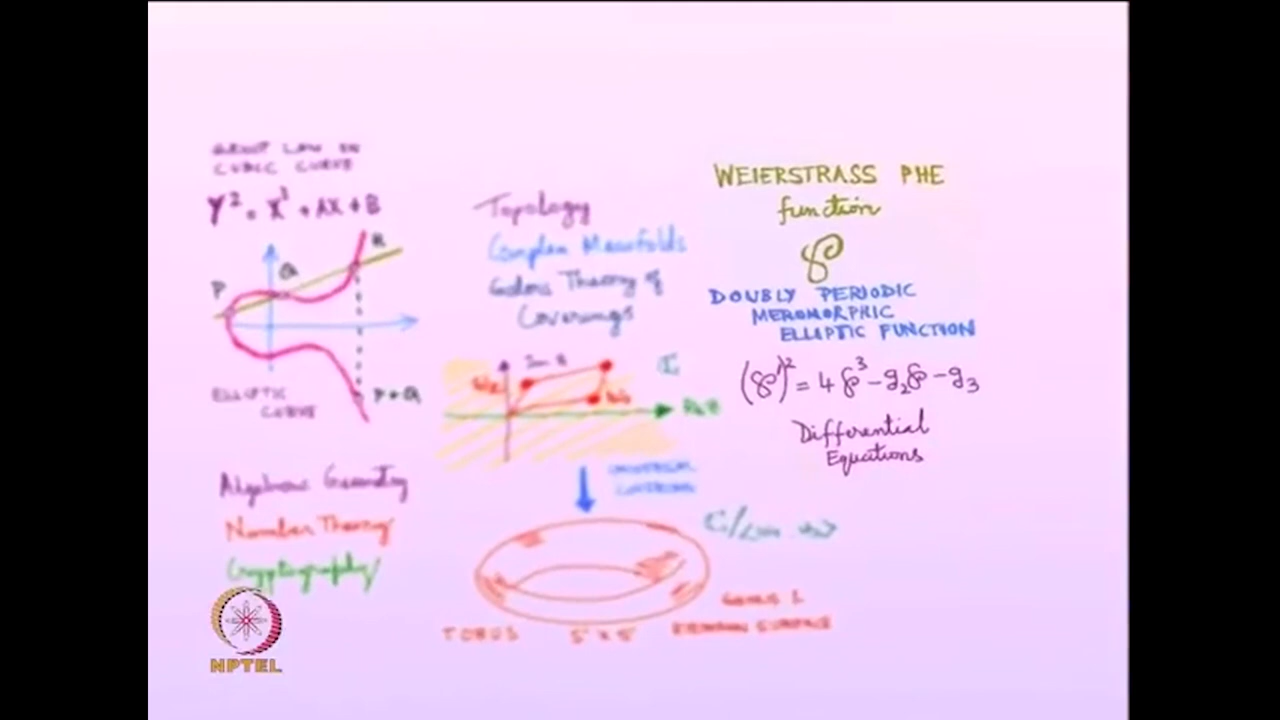 GROUP LAW ON
CUBIC CURVE
Y² = X³ + AX + B
R
Q
P
P+Q
ELLIPTIC
CURVE
Algebraic Geometry
Number Theory
Cryptography
NPTEL
Topology
Complex Manifolds
Galois Theory of
Coverings
Im z
ℂ
Re z
UNIVERSAL
COVERING
TORUS S¹ X S¹
GENUS 1
RIEMANN SURFACE
WEIERSTRASS PHE
function
℘
DOUBLY PERIODIC
MEROMORPHIC
ELLIPTIC FUNCTION
(℘')² = 4℘³ - g₂℘ - g₃
Differential
Equations